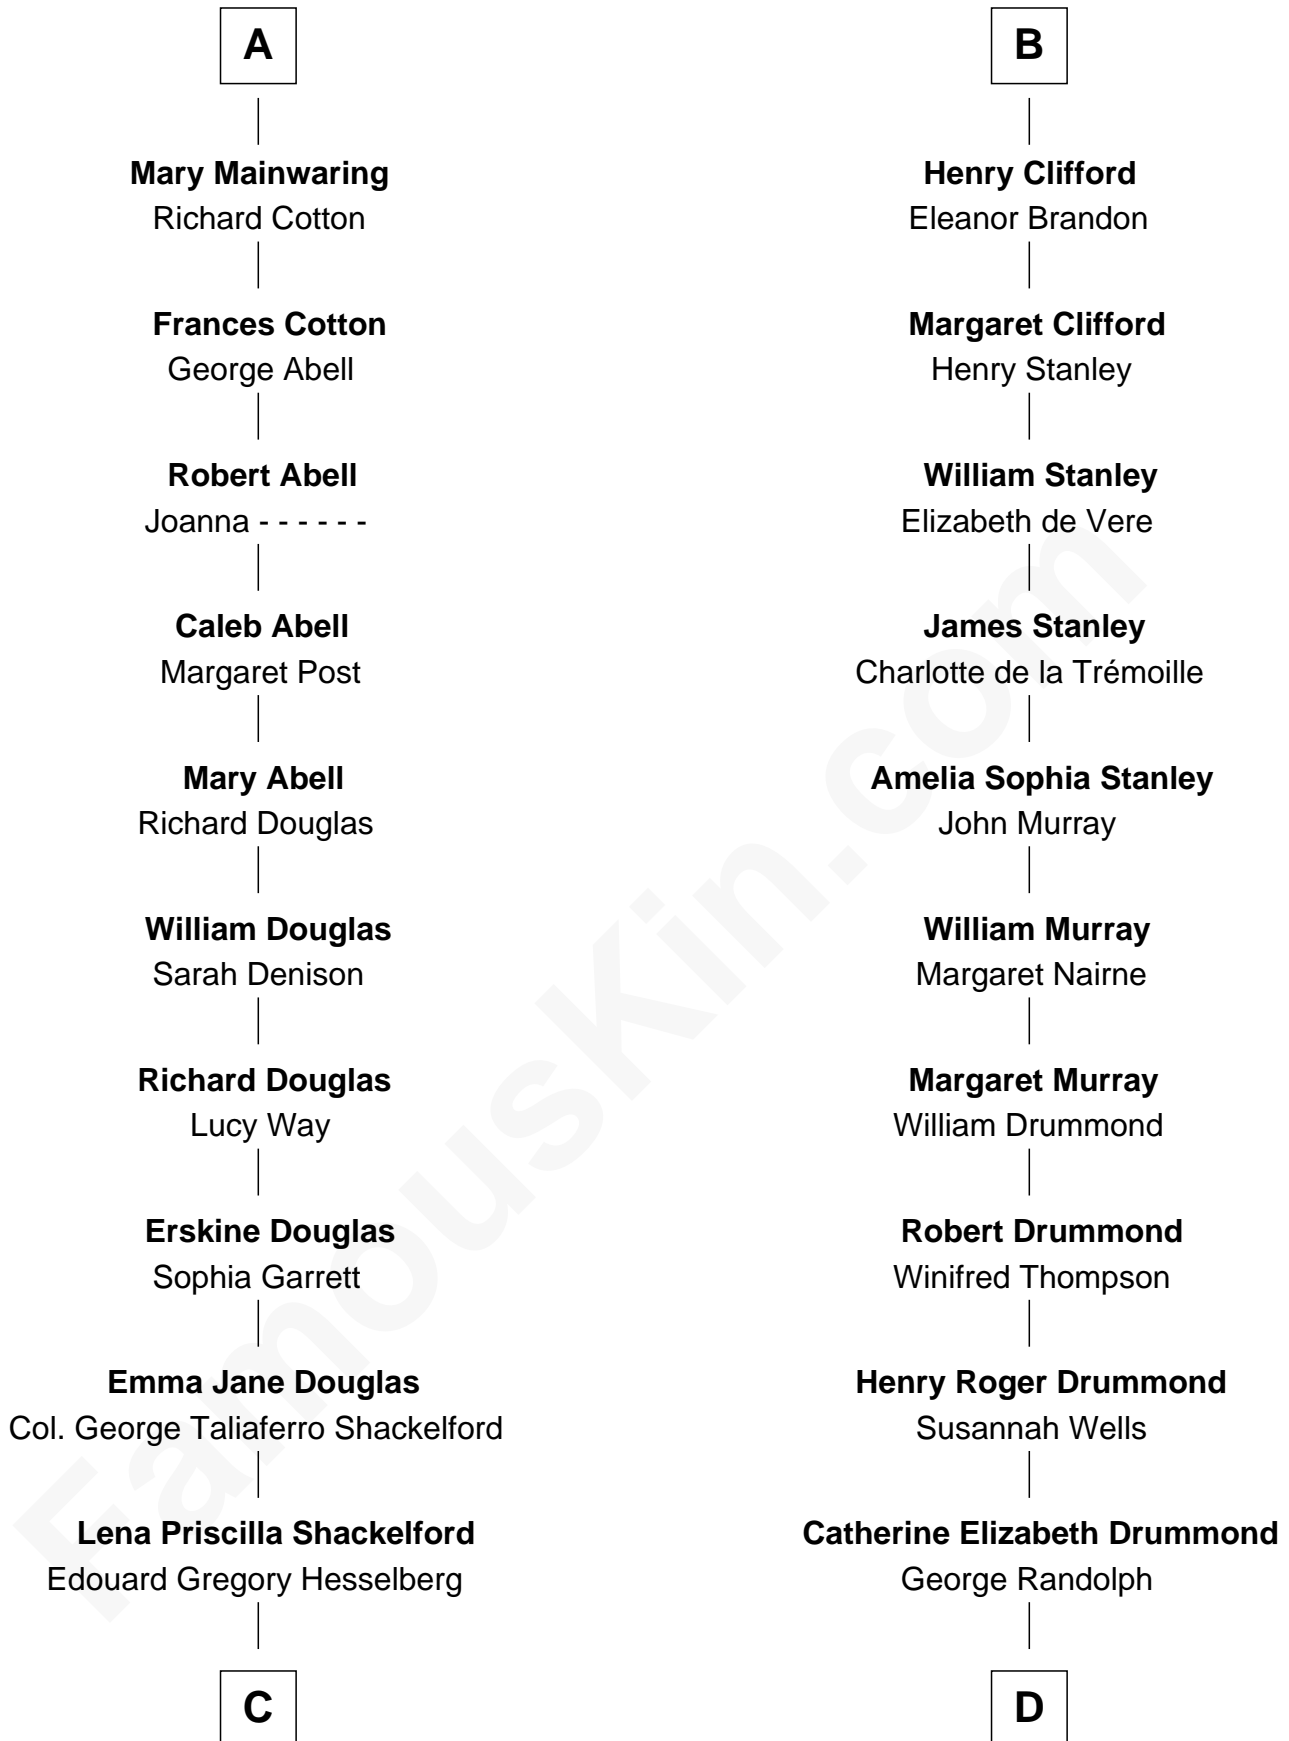 A
Mary Mainwaring
Richard Cotton
Frances Cotton
George Abell
Robert Abell
Joanna - - - - - -
Caleb Abell
Margaret Post
Mary Abell
Richard Douglas
William Douglas
Sarah Denison
Richard Douglas
Lucy Way
Erskine Douglas
Sophia Garrett
Emma Jane Douglas
Col. George Taliaferro Shackelford
Lena Priscilla Shackelford
Edouard Gregory Hesselberg
C
B
Henry Clifford
Eleanor Brandon
Margaret Clifford
Henry Stanley
William Stanley
Elizabeth de Vere
James Stanley
Charlotte de la Trémoille
Amelia Sophia Stanley
John Murray
William Murray
Margaret Nairne
Margaret Murray
William Drummond
Robert Drummond
Winifred Thompson
Henry Roger Drummond
Susannah Wells
Catherine Elizabeth Drummond
George Randolph
D
FamousKin.com